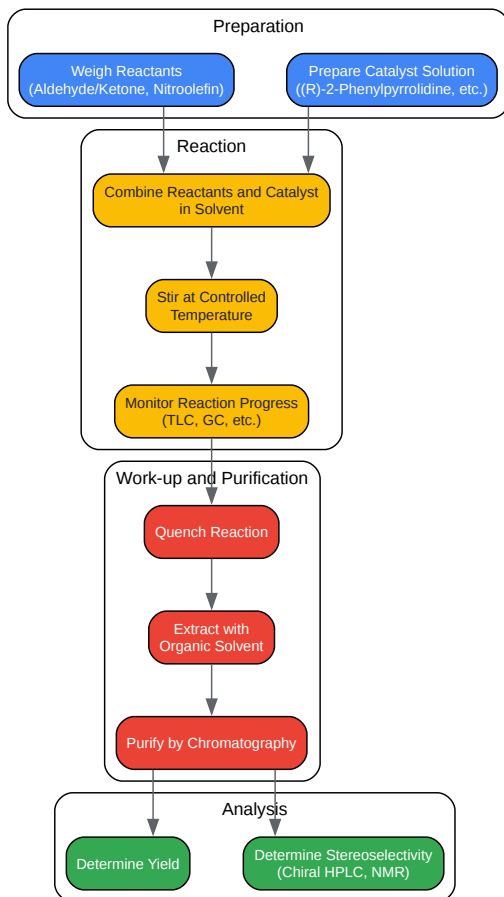 Preparation
Weigh Reactants
(Aldehyde/Ketone, Nitroolefin)
Prepare Catalyst Solution
((R)-2-Phenylpyrrolidine, etc.)
Reaction
Combine Reactants and Catalyst
in Solvent
Stir at Controlled
Temperature
Monitor Reaction Progress
(TLC, GC, etc.)
Work-up and Purification
Quench Reaction
Extract with
Organic Solvent
Purify by Chromatography
Analysis
Determine Yield
Determine Stereoselectivity
(Chiral HPLC, NMR)